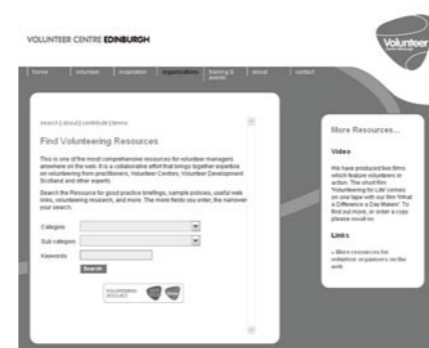 VOLUNTEER CENTRE EDINBURGH
Volunteer
home | volunteer | inspiration | organisations | training & events | about | contact
search | about | contribute | terms
Find Volunteering Resources
This is one of the most comprehensive resources for volunteer managers
anywhere on the web. It is a collaborative effort that brings together expertise
on volunteering from practitioners, Volunteer Centres, Volunteer Development
Scotland and other experts.
Search the Resource for good practice briefings, sample policies, useful web
links, volunteering research, and more. The more fields you enter, the narrower
your search.
Category
Sub category
Keywords
Search
VOLUNTEERING
RESOURCE
More Resources...
Video
We have produced two films
which feature volunteers in
action. The short film
'Volunteering for LAW' comes
on one tape with our film 'What
a Difference a Day Makes'. To
find out more, or order a copy
please email us
Links
» More resources for
volunteer organisers on the
web